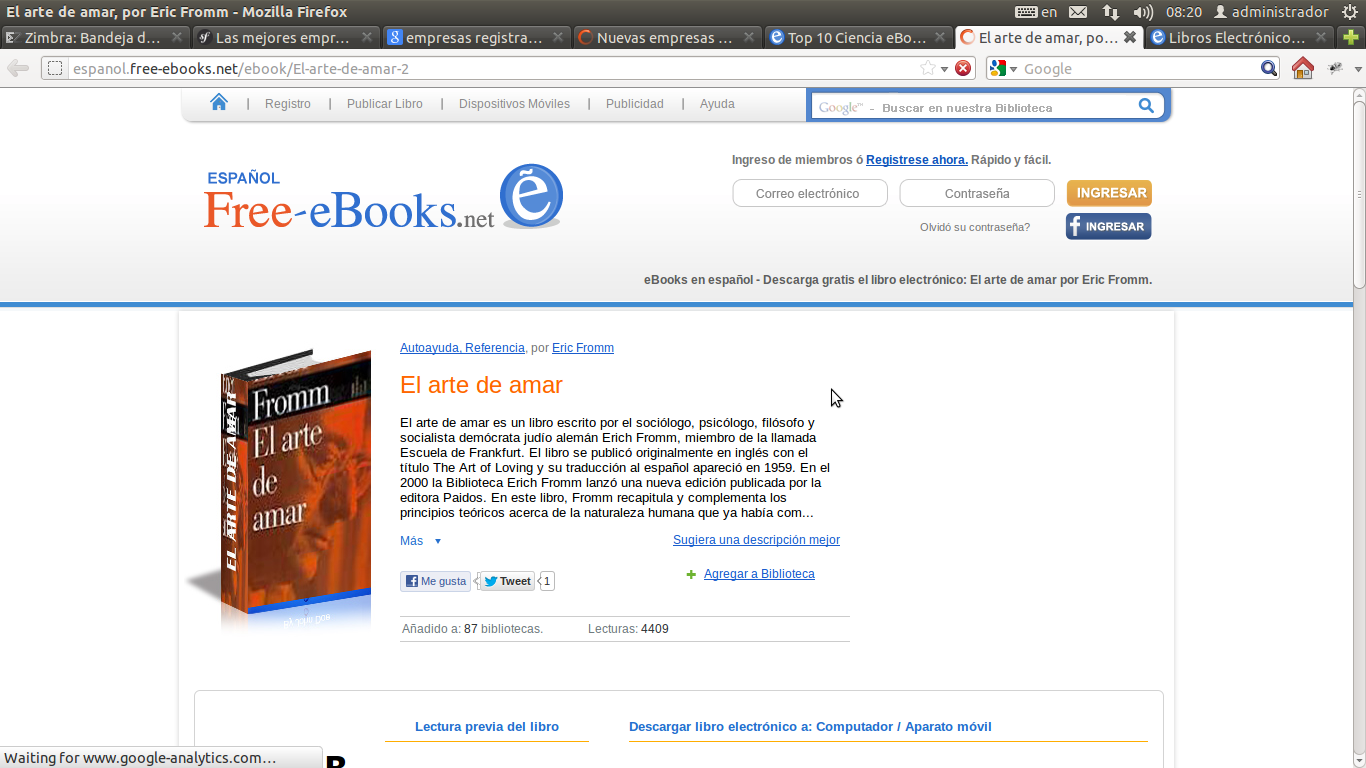 El arte de amar, por Eric Fromm - Mozilla Firefox
en
08:20
administrador
Zimbra: Bandeja d...
Las mejores empr...
empresas registra...
Nuevas empresas ...
Top 10 Ciencia eBo...
El arte de amar, po...
Libros Electrónico...
espanol.free-ebooks.net/ebook/El-arte-de-amar-2
Google
Registro | Publicar Libro | Dispositivos Móviles | Publicidad | Ayuda
Google™ - Buscar en nuestra Biblioteca
Ingreso de miembros ó Registrese ahora. Rápido y fácil.
ESPAÑOL
Free-eBooks.net
ẽ
Correo electrónico
Contraseña
INGRESAR
Olvidó su contraseña?
f INGRESAR
eBooks en español - Descarga gratis el libro electrónico: El arte de amar por Eric Fromm.
Autoayuda, Referencia, por Eric Fromm
El arte de amar
EL ARTE DE AMAR
Fromm
El arte
de
amar
El arte de amar es un libro escrito por el sociólogo, psicólogo, filósofo y
socialista demócrata judío alemán Erich Fromm, miembro de la llamada
Escuela de Frankfurt. El libro se publicó originalmente en inglés con el
título The Art of Loving y su traducción al español apareció en 1959. En el
2000 la Biblioteca Erich Fromm lanzó una nueva edición publicada por la
editora Paidos. En este libro, Fromm recapitula y complementa los
principios teóricos acerca de la naturaleza humana que ya había com...
Más
Sugiera una descripción mejor
Me gusta
Tweet
1
Agregar a Biblioteca
Añadido a: 87 bibliotecas.
Lecturas: 4409
Lectura previa del libro
Descargar libro electrónico a: Computador / Aparato móvil
Waiting for www.google-analytics.com...